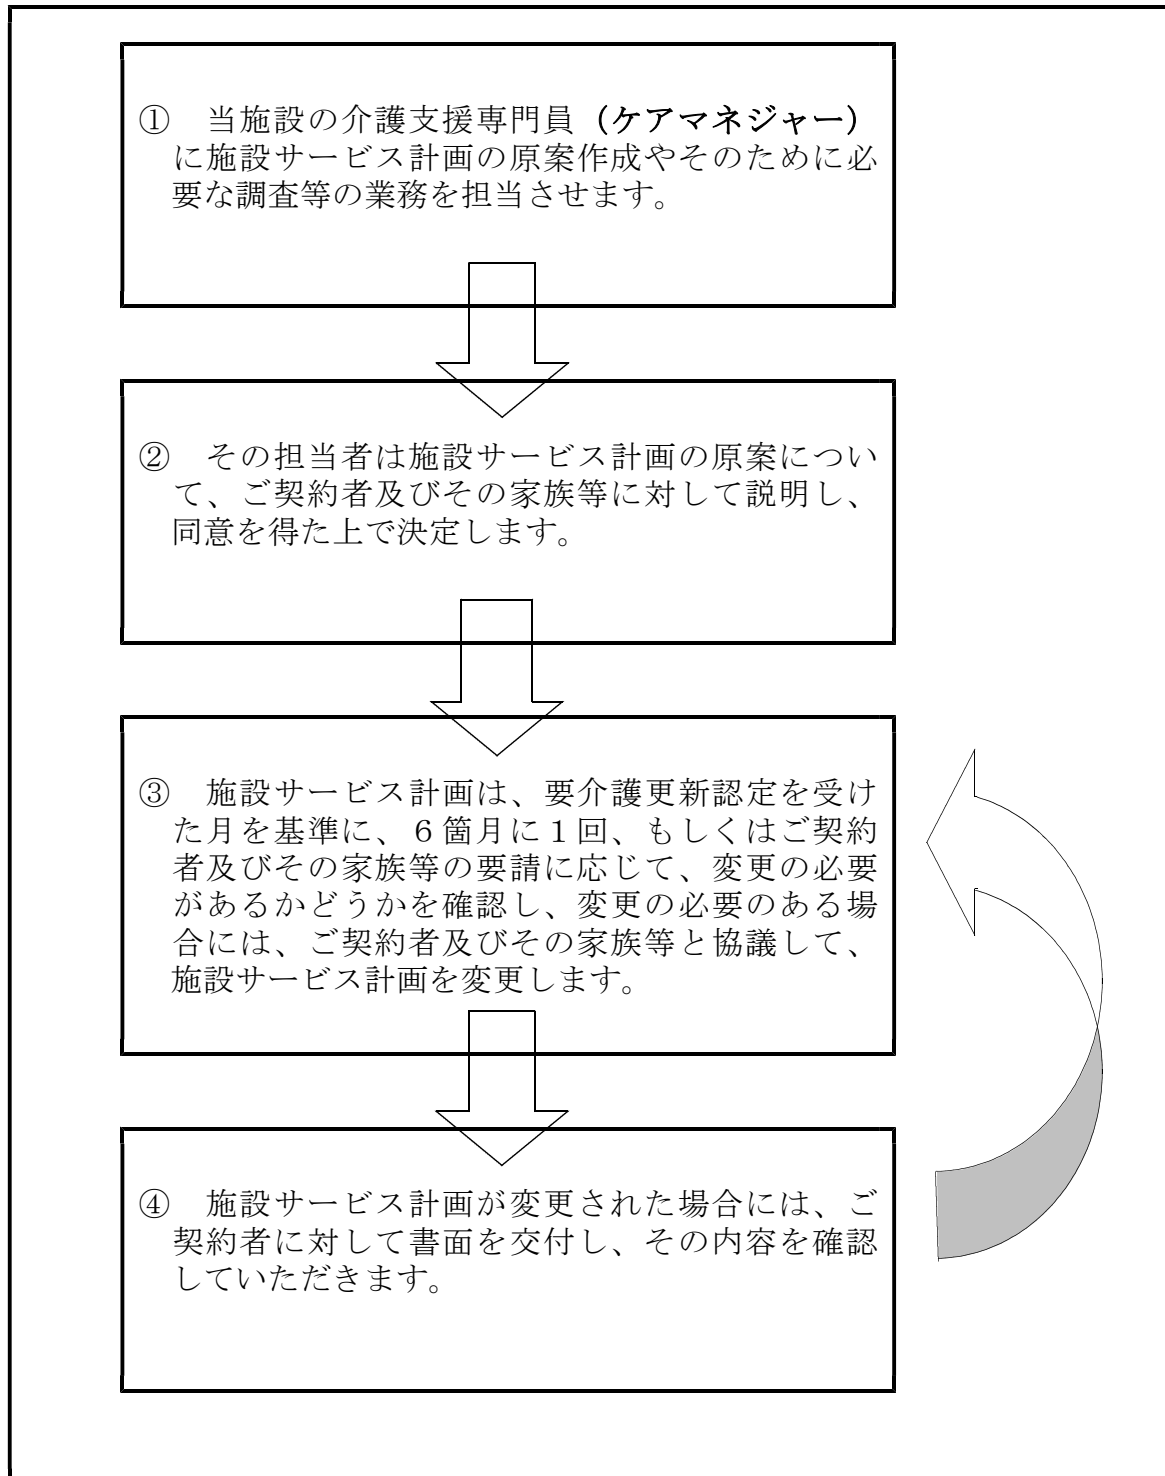 ① 当施設の介護支援専門員（ケアマネジャー）
に施設サービス計画の原案作成やそのために必
要な調査等の業務を担当させます。
② その担当者は施設サービス計画の原案につい
て、ご契約者及びその家族等に対して説明し、
同意を得た上で決定します。
③ 施設サービス計画は、要介護更新認定を受け
た月を基準に、６箇月に１回、もしくはご契約
者及びその家族等の要請に応じて、変更の必要
があるかどうかを確認し、変更の必要のある場
合には、ご契約者及びその家族等と協議して、
施設サービス計画を変更します。
④ 施設サービス計画が変更された場合には、ご
契約者に対して書面を交付し、その内容を確認
していただきます。